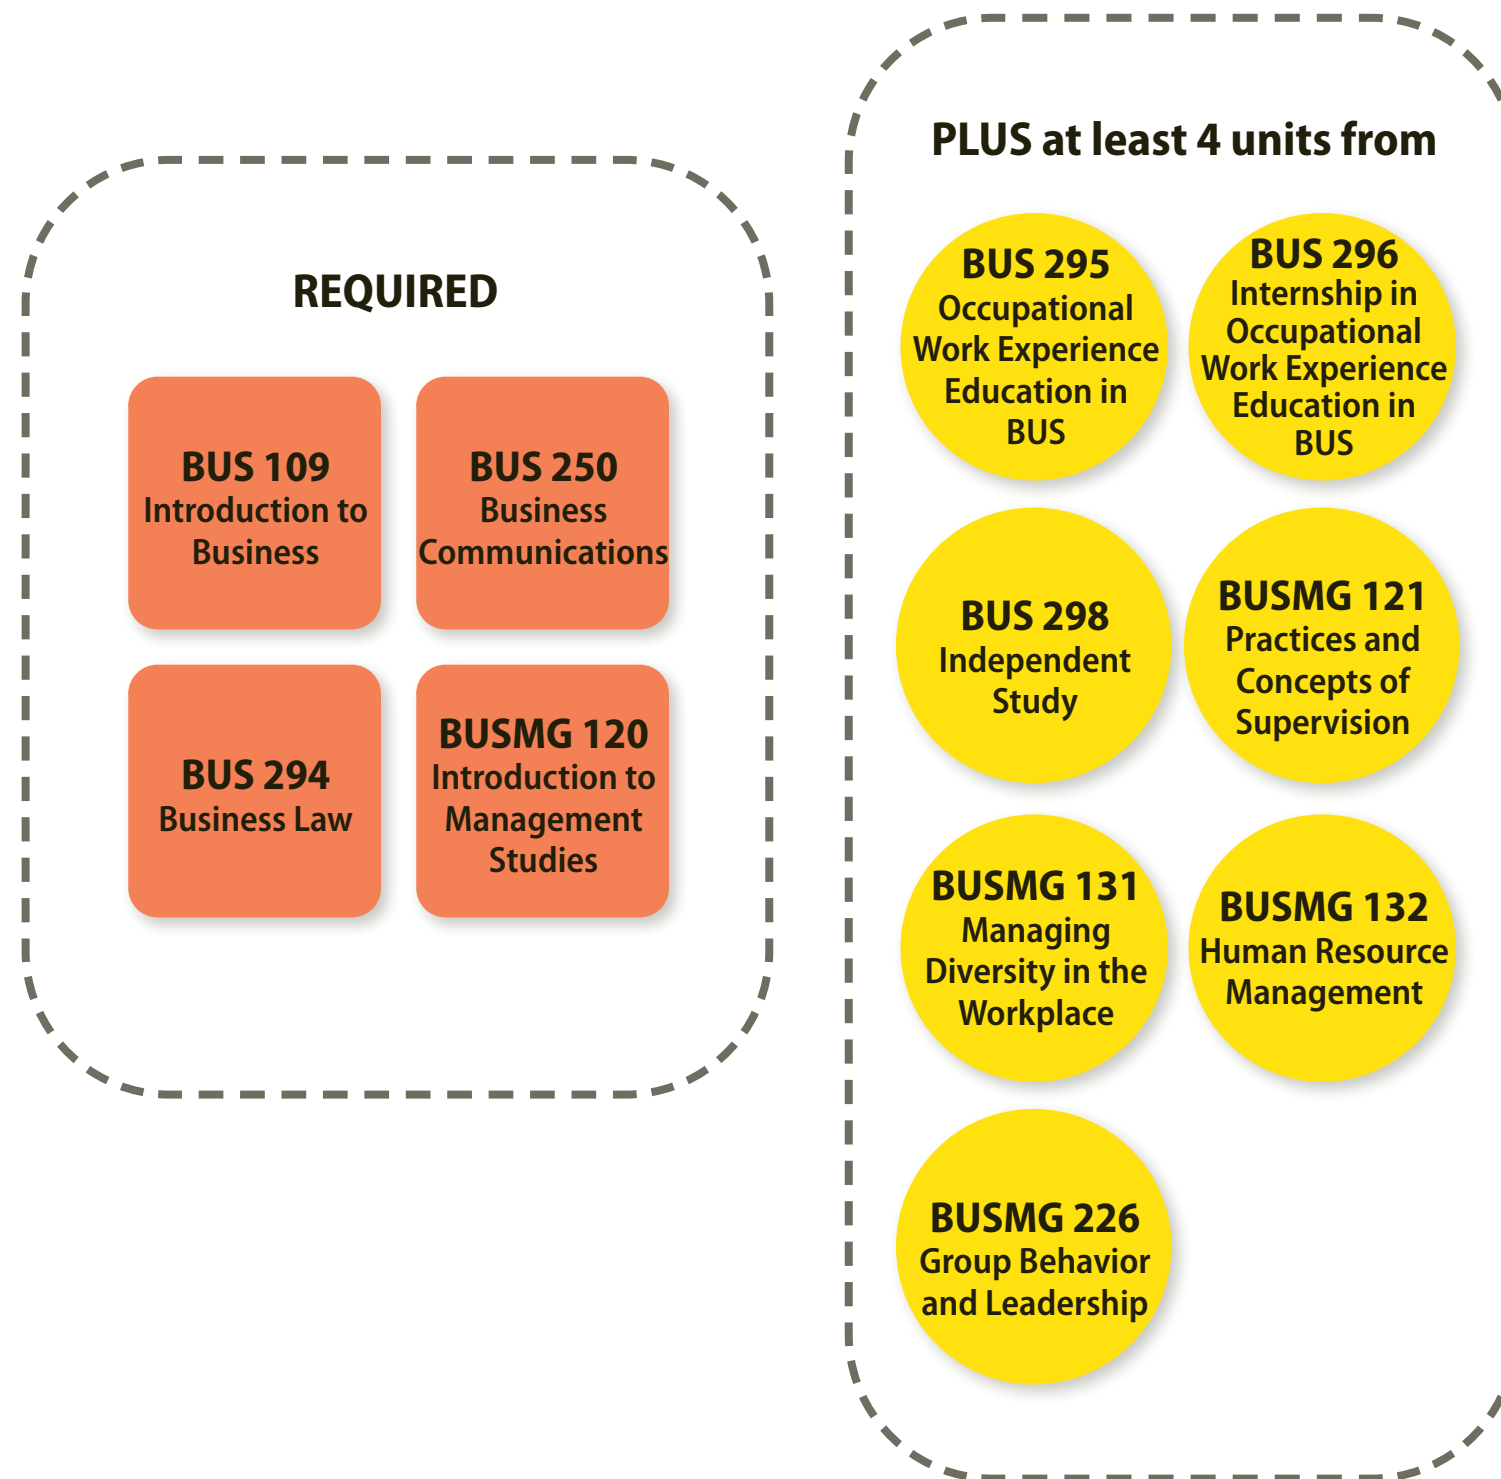 REQUIRED
BUS 109
Introduction to
Business
BUS 250
Business
Communications
BUS 294
Business Law
BUSMG 120
Introduction to
Management
Studies
PLUS at least 4 units from
BUS 295
Occupational
Work Experience
Education in
BUS
BUS 296
Internship in
Occupational
Work Experience
Education in
BUS
BUS 298
Independent
Study
BUSMG 121
Practices and
Concepts of
Supervision
BUSMG 131
Managing
Diversity in the
Workplace
BUSMG 132
Human Resource
Management
BUSMG 226
Group Behavior
and Leadership